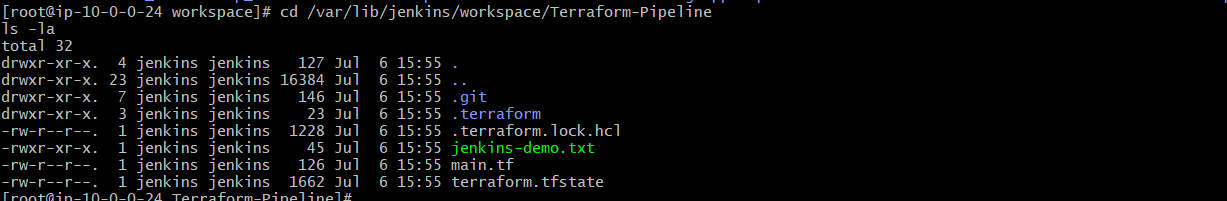 [root@ip-10-0-0-24 workspace]# cd /var/lib/jenkins/workspace/Terraform-Pipeline
ls -la
total 32
drwxr-xr-x.  4 jenkins jenkins   127 Jul  6 15:55 .
drwxr-xr-x. 23 jenkins jenkins 16384 Jul  6 15:55 ..
drwxr-xr-x.  7 jenkins jenkins   146 Jul  6 15:55 .git
drwxr-xr-x.  3 jenkins jenkins    23 Jul  6 15:55 .terraform
-rw-r--r--.  1 jenkins jenkins  1228 Jul  6 15:55 .terraform.lock.hcl
-rwxr-xr-x.  1 jenkins jenkins    45 Jul  6 15:55 jenkins-demo.txt
-rw-r--r--.  1 jenkins jenkins   126 Jul  6 15:55 main.tf
-rw-r--r--.  1 jenkins jenkins  1662 Jul  6 15:55 terraform.tfstate
[root@ip-10-0-0-24 Terraform-Pipeline]#